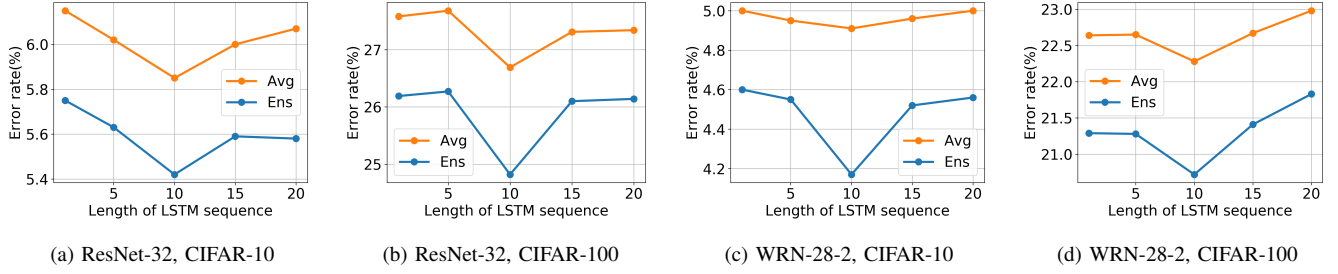 Error rate(%)
6.0
5.8
5.6
5.4
Avg
Ens
5 10 15 20
Length of LSTM sequence
(a) ResNet-32, CIFAR-10
Error rate(%)
27
26
25
Avg
Ens
5 10 15 20
Length of LSTM sequence
(b) ResNet-32, CIFAR-100
Error rate(%)
5.0
4.8
4.6
4.4
4.2
Avg
Ens
5 10 15 20
Length of LSTM sequence
(c) WRN-28-2, CIFAR-10
Error rate(%)
23.0
22.5
22.0
21.5
21.0
Avg
Ens
5 10 15 20
Length of LSTM sequence
(d) WRN-28-2, CIFAR-100